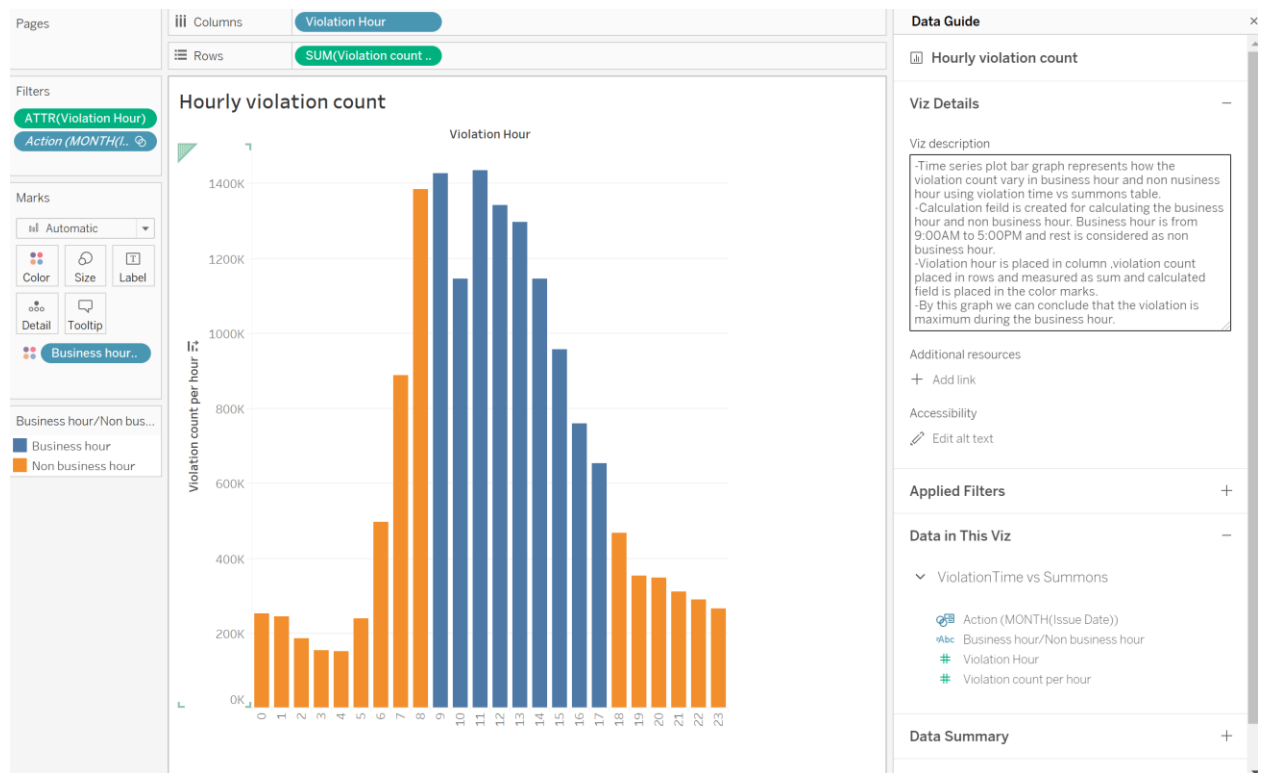 Pages
Columns
Violation Hour
Rows
SUM(Violation count ..
Filters
ATTR(Violation Hour)
Action (MONTH(I..
Marks
Automatic
Color
Size
Label
Detail
Tooltip
Business hour..
Business hour/Non bus...
Business hour
Non business hour
Hourly violation count
Violation Hour
Violation count per hour
1400K
1200K
1000K
800K
600K
400K
200K
0K
0 1 2 3 4 5 6 7 8 9 10 11 12 13 14 15 16 17 18 19 20 21 22 23
Data Guide
Hourly violation count
Viz Details
Viz description
-Time series plot bar graph represents how the
violation count vary in business hour and non nusiness
hour using violation time vs summons table.
-Calculation feild is created for calculating the business
hour and non business hour. Business hour is from
9:00AM to 5:00PM and rest is considered as non
business hour.
-Violation hour is placed in column ,violation count
placed in rows and measured as sum and calculated
field is placed in the color marks.
-By this graph we can conclude that the violation is
maximum during the business hour.
Additional resources
Add link
Accessibility
Edit alt text
Applied Filters
Data in This Viz
ViolationTime vs Summons
Action (MONTH(Issue Date))
Abc Business hour/Non business hour
# Violation Hour
# Violation count per hour
Data Summary